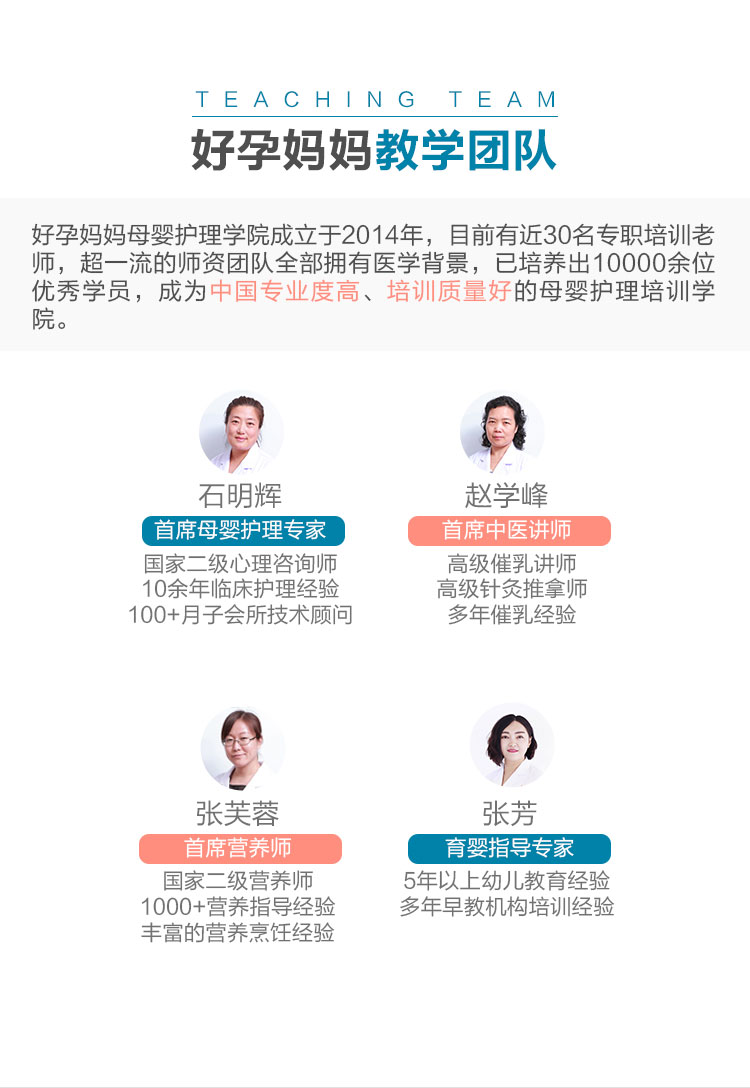 TEACHING TEAM
好孕妈妈教学团队
好孕妈妈母婴护理学院成立于2014年，目前有近30名专职培训老
师，超一流的师资团队全部拥有医学背景，已培养出10000余位
优秀学员，成为中国专业度高、培训质量好的母婴护理培训学
院。
石明辉
首席母婴护理专家
国家二级心理咨询师
10余年临床护理经验
100+月子会所技术顾问
赵学峰
首席中医讲师
高级催乳讲师
高级针灸推拿师
多年催乳经验
张芙蓉
首席营养师
国家二级营养师
1000+营养指导经验
丰富的营养烹饪经验
张芳
育婴指导专家
5年以上幼儿教育经验
多年早教机构培训经验